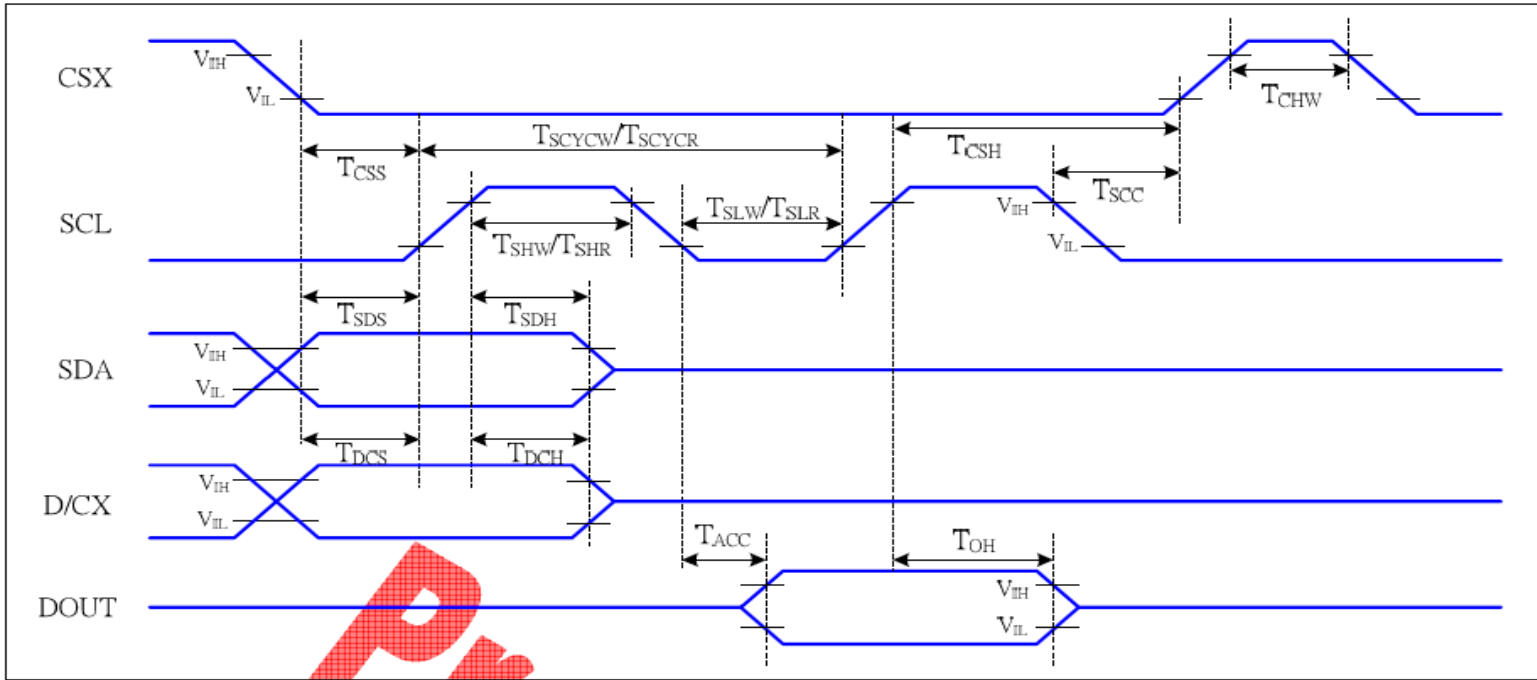 CSX
VIH
VIL
TCHW
TSCYCW/TSCYCR
TCSH
TCSS
TSCC
SCL
TSLW/TSLR
VIH
TSHW/TSHR
VIL
TSDS
TSDH
SDA
VIH
VIL
TDCS
TDCH
D/CX
VIH
VIL
TACC
TOH
DOUT
VIH
VIL
Pr